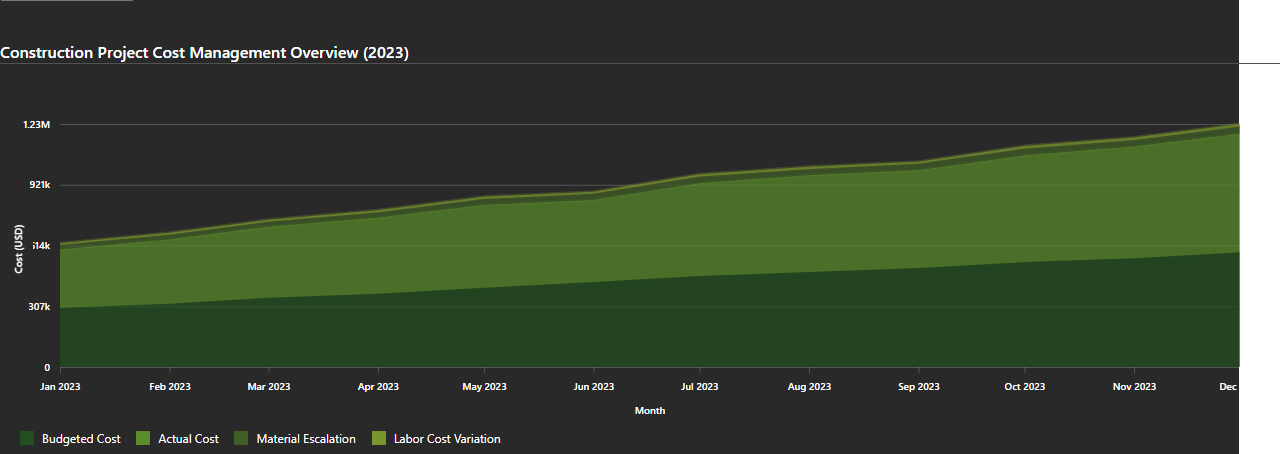 Construction Project Cost Management Overview (2023)
1.23M
921k
307k
0
Cost (USD)
Jan 2023 Feb 2023 Mar 2023 Apr 2023 May 2023 Jun 2023 Jul 2023 Aug 2023 Sep 2023 Oct 2023 Nov 2023 Dec
Month
Budgeted Cost Actual Cost Material Escalation Labor Cost Variation